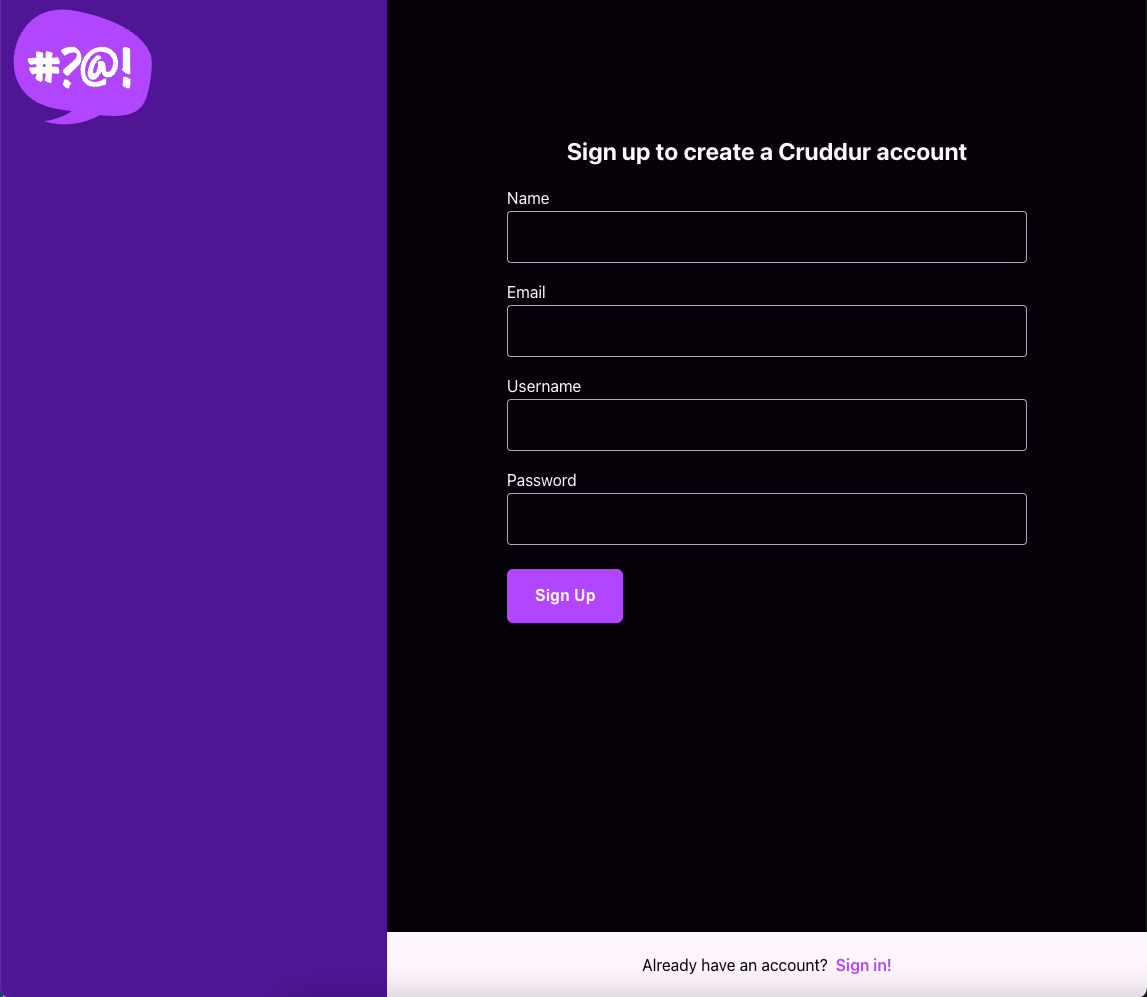 #?@!
Sign up to create a Cruddur account
Name
Email
Username
Password
Sign Up
Already have an account? Sign in!